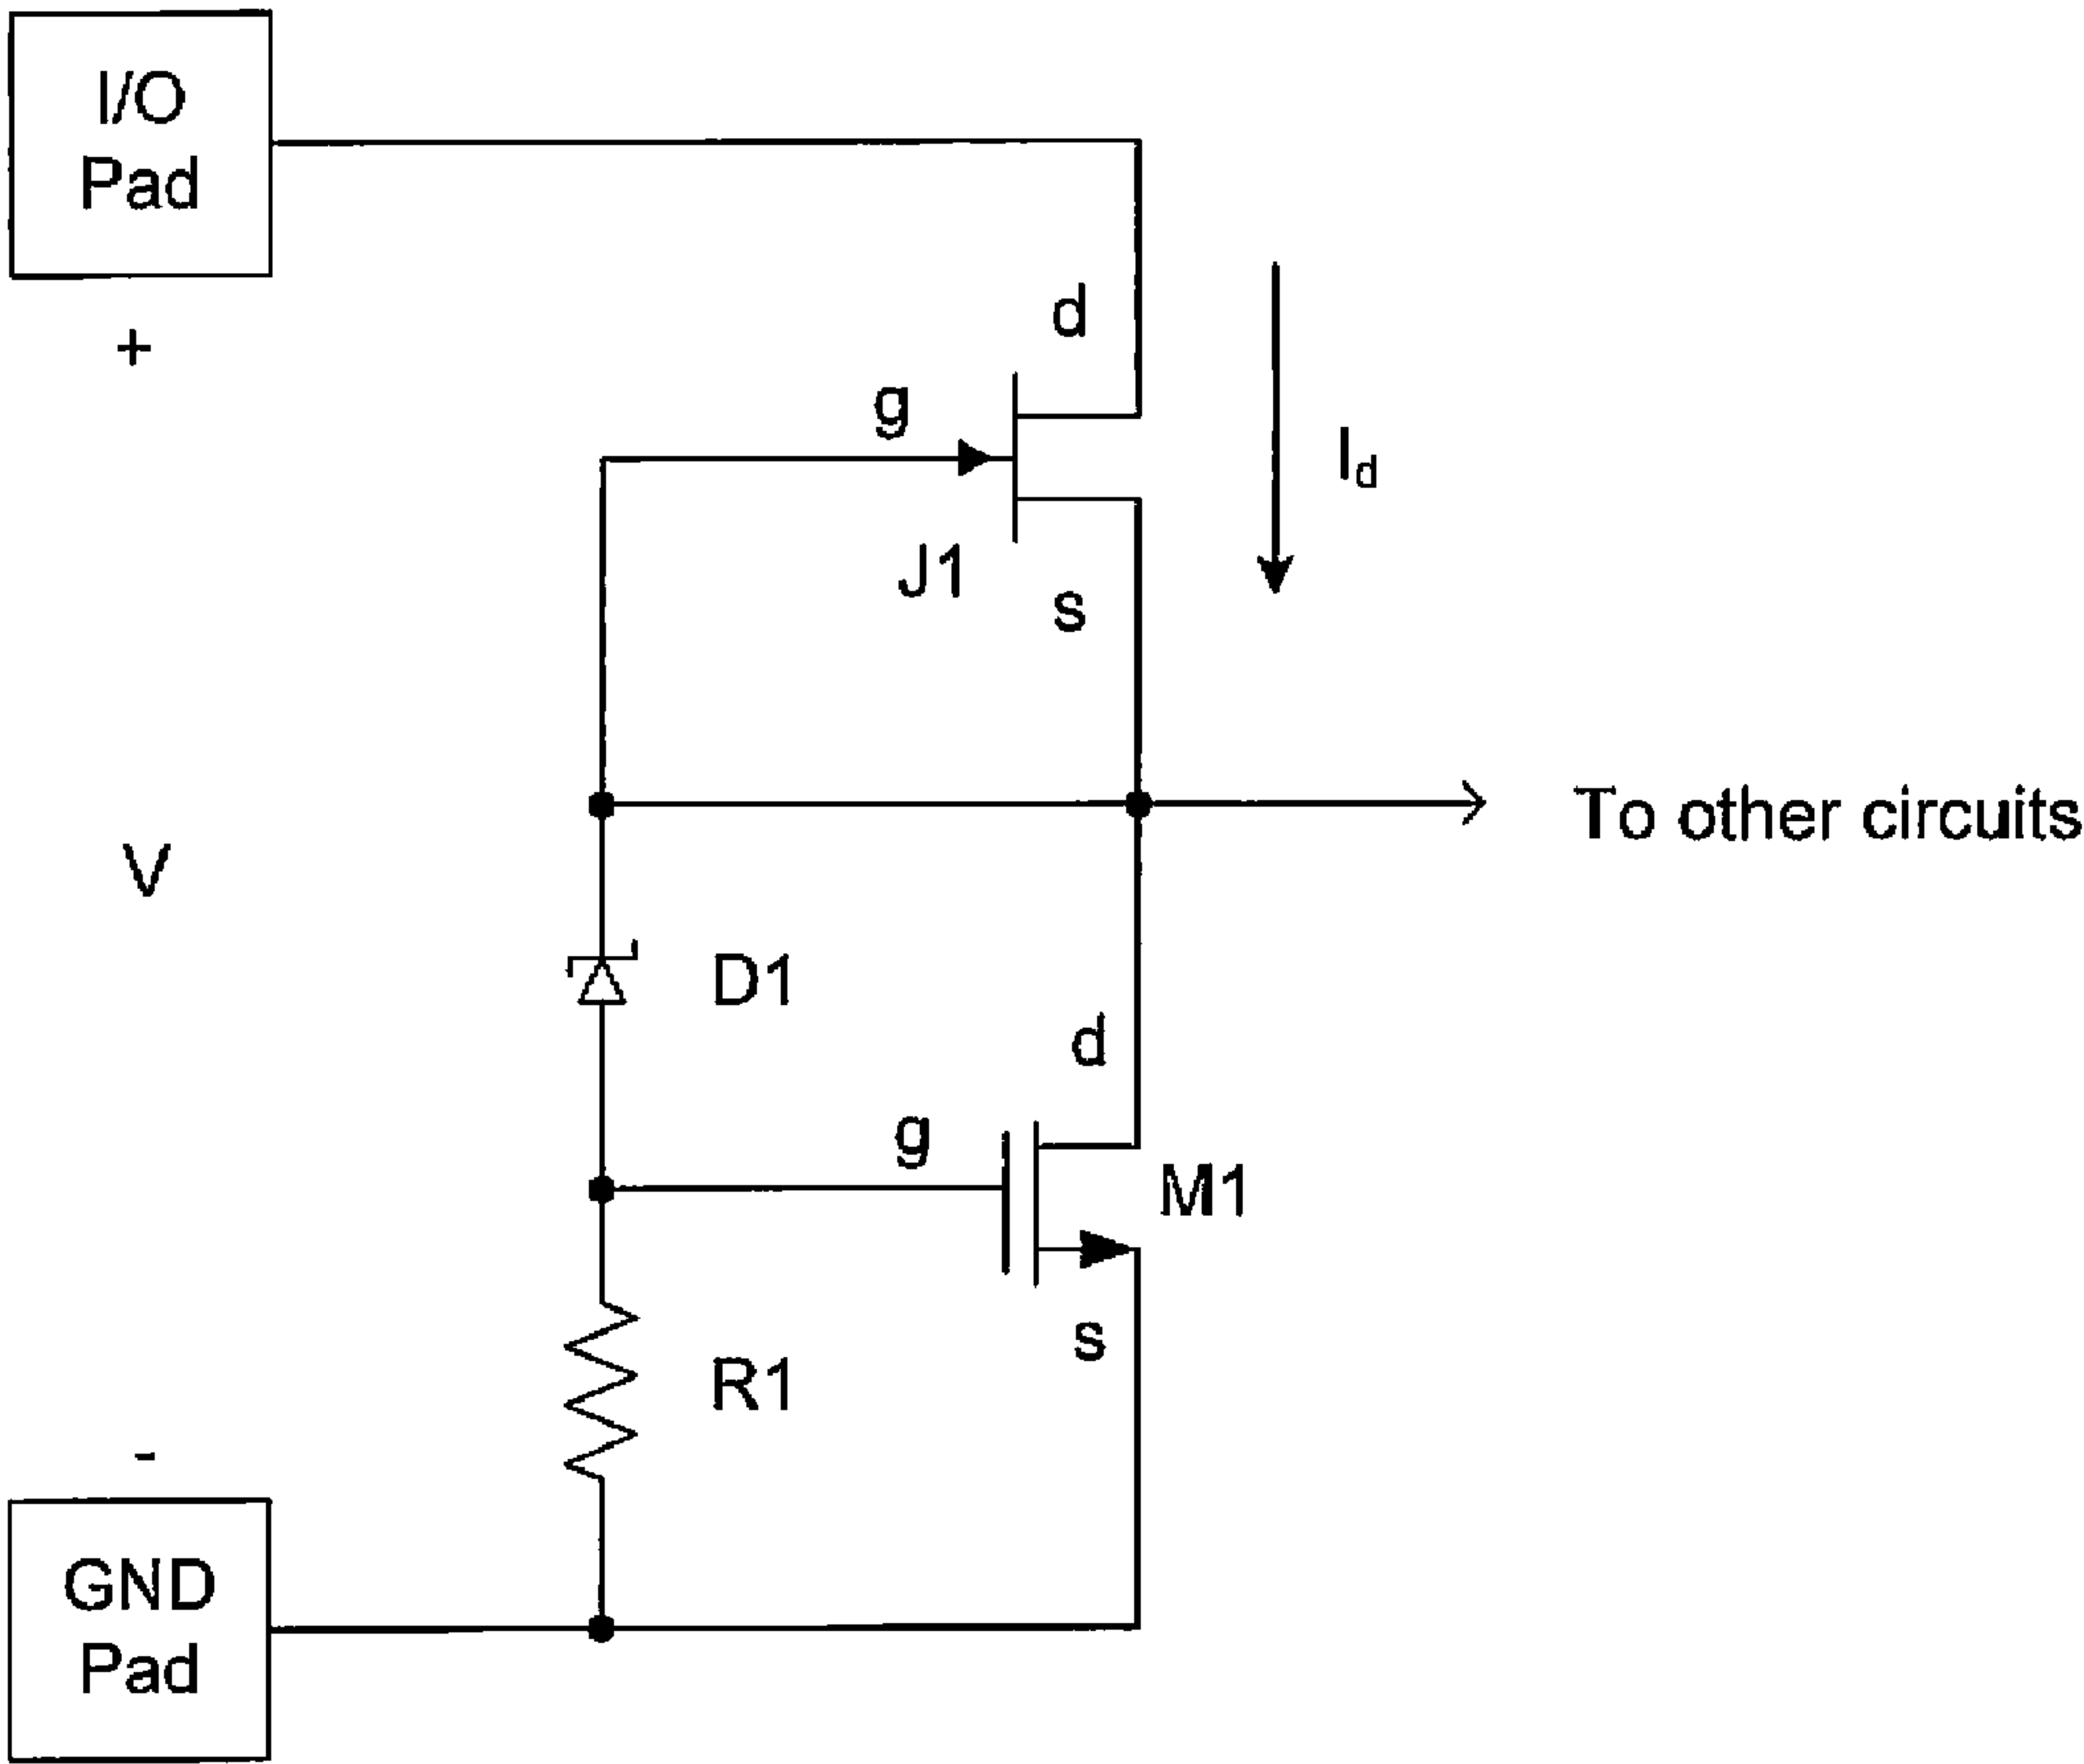 I/O
Pad
+
d
g
Id
J1
s
To other circuits
V
D1
d
g
M1
s
R1
-
GND
Pad